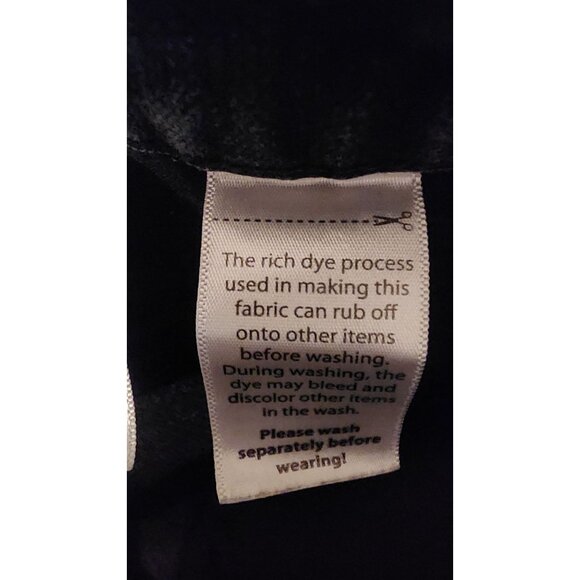 The rich dye process
used in making this
fabric can rub off
onto other items
before washing.
During washing, the
dye may bleed and
discolor other items
in the wash.
Please wash
separately before
wearing!